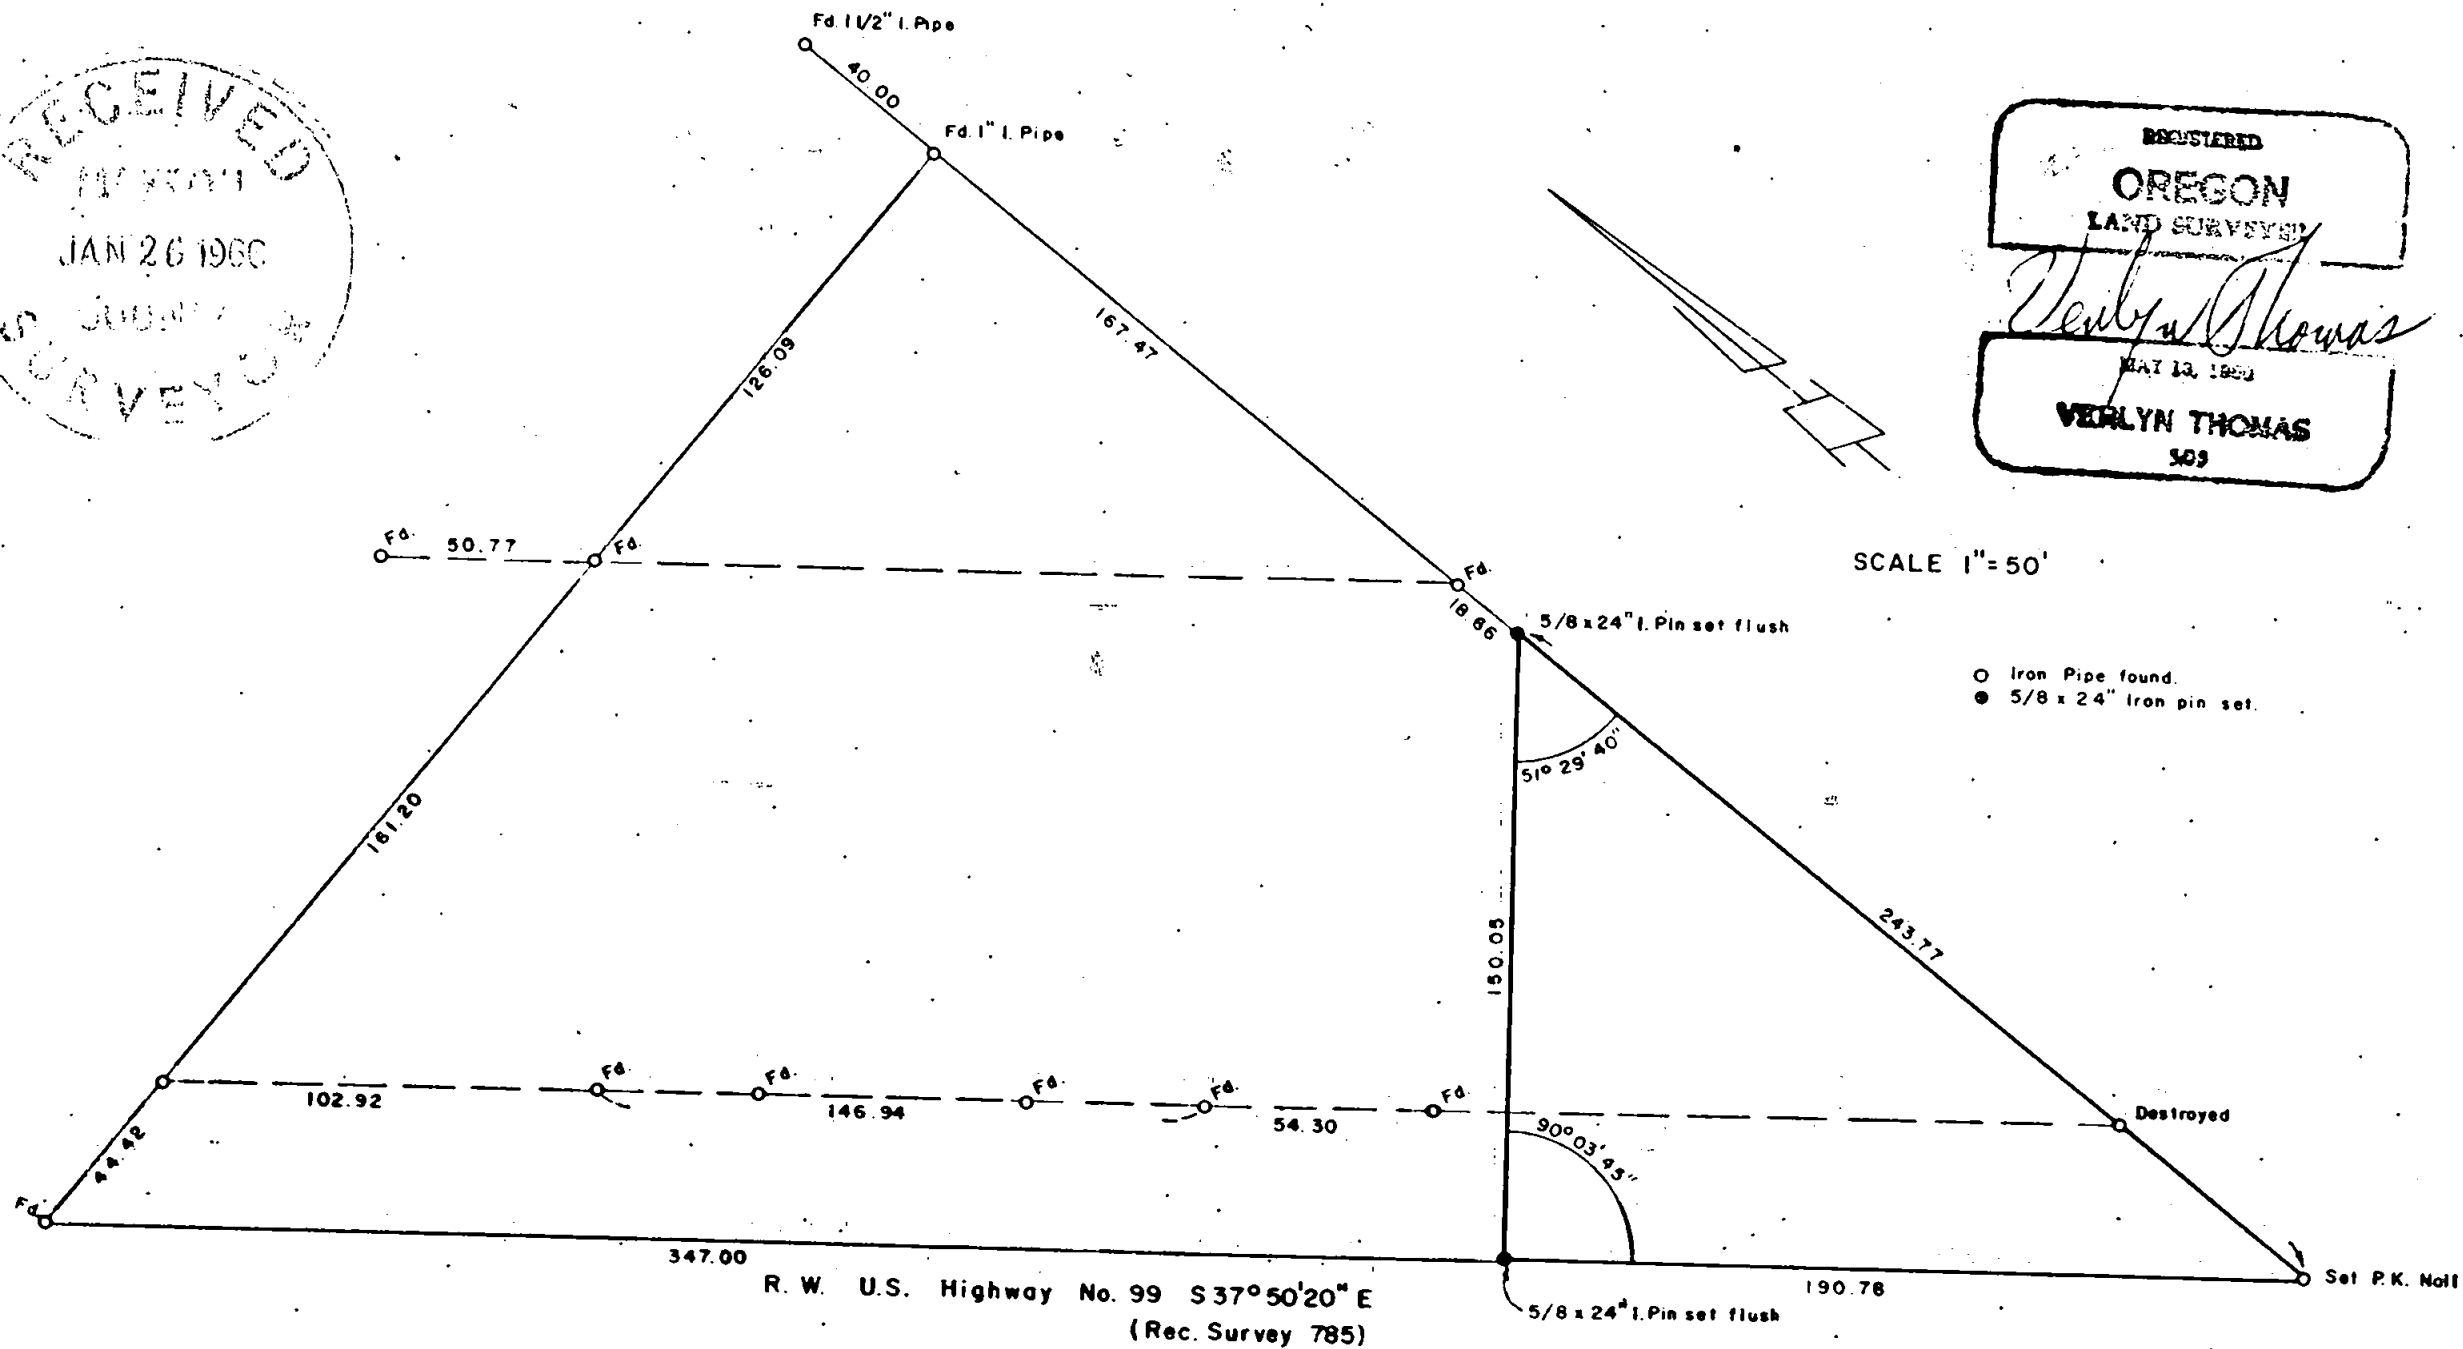 Fd. 1 1/2" I. Pipe
40.00
Fd. 1" I. Pipe
RECEIVED
JAN 26
SURVEYOR
REGISTERED
OREGON
LAND SURVEYOR
Verlyn Thomas
MAY 13,
VERLYN THOMAS
509
126.09
167.47
Fd.
50.77
Fd.
Fd.
18.66
SCALE 1"=50'
5/8 x 24" I. Pin set flush
Iron Pipe found.
5/8 x 24" Iron pin set.
51° 29' 40"
161.20
150.05
243.77
Fd.
Fd.
Fd.
Fd.
Fd.
102.92
146.94
54.30
Destroyed
90° 03' 45"
44.42
Fd.
347.00
190.78
Set P.K. Nail
R. W. U.S. Highway No. 99 S 37° 50' 20" E
5/8 x 24" I. Pin set flush
(Rec. Survey 785)